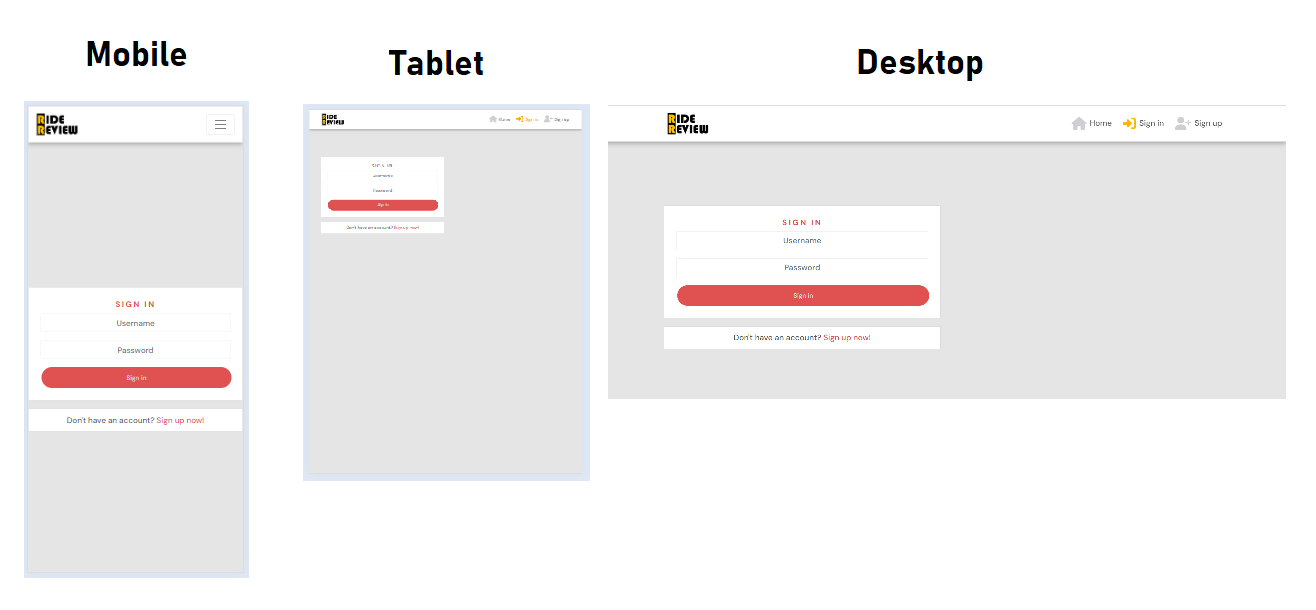 Mobile
Tablet
Desktop
RIDE
REVIEW
SIGN IN
Username
Password
Sign in
Don't have an account? Sign up now!
RIDE
REVIEW
Home
Sign in
Sign up
SIGN IN
Username
Password
Sign in
Don't have an account? Sign up now!
RIDE
REVIEW
Home
Sign in
Sign up
SIGN IN
Username
Password
Sign in
Don't have an account? Sign up now!